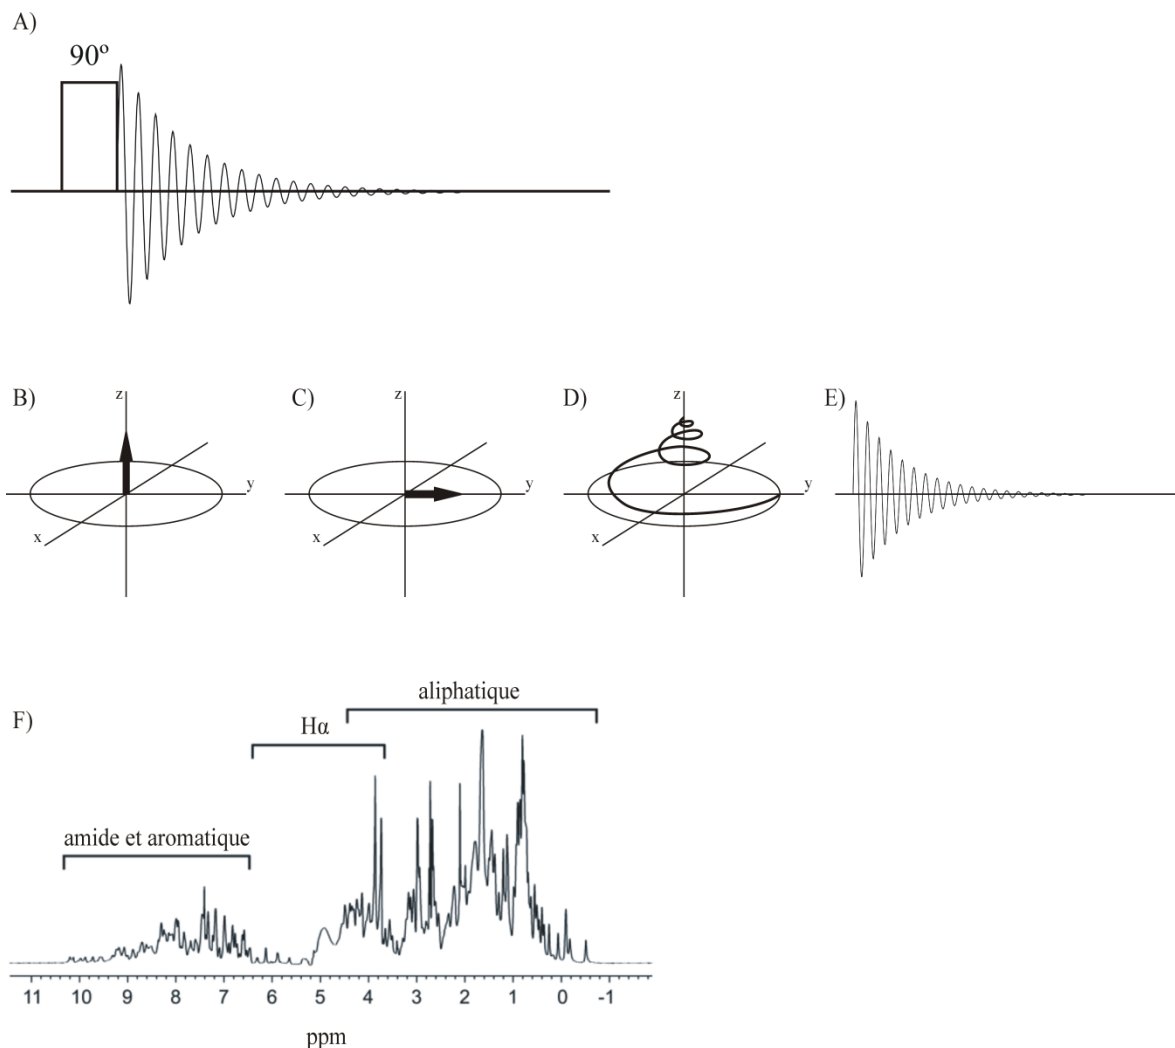 A)
90º
B)
z
y
x
C)
z
y
x
D)
z
y
x
E)
F)
aliphatique
Hα
amide et aromatique
11 10 9 8 7 6 5 4 3 2 1 0 -1
ppm